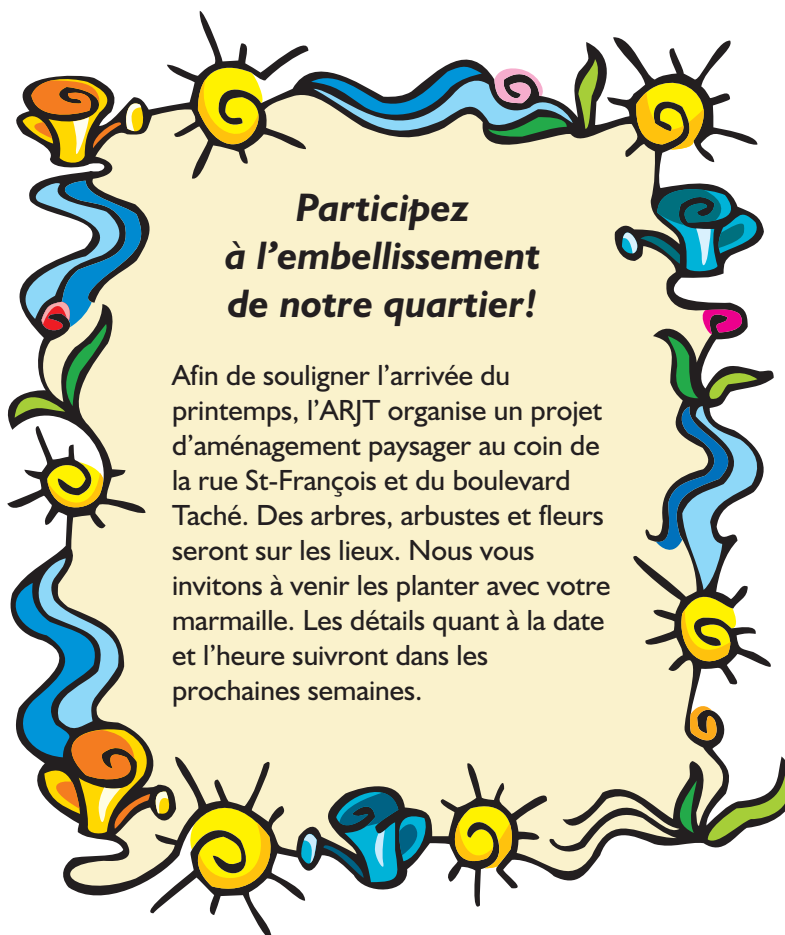 Participez
à l’embellissement
de notre quartier!
Afin de souligner l’arrivée du
printemps, l’ARJT organise un projet
d’aménagement paysager au coin de
la rue St-François et du boulevard
Taché. Des arbres, arbustes et fleurs
seront sur les lieux. Nous vous
invitons à venir les planter avec votre
marmaille. Les détails quant à la date
et l’heure suivront dans les
prochaines semaines.